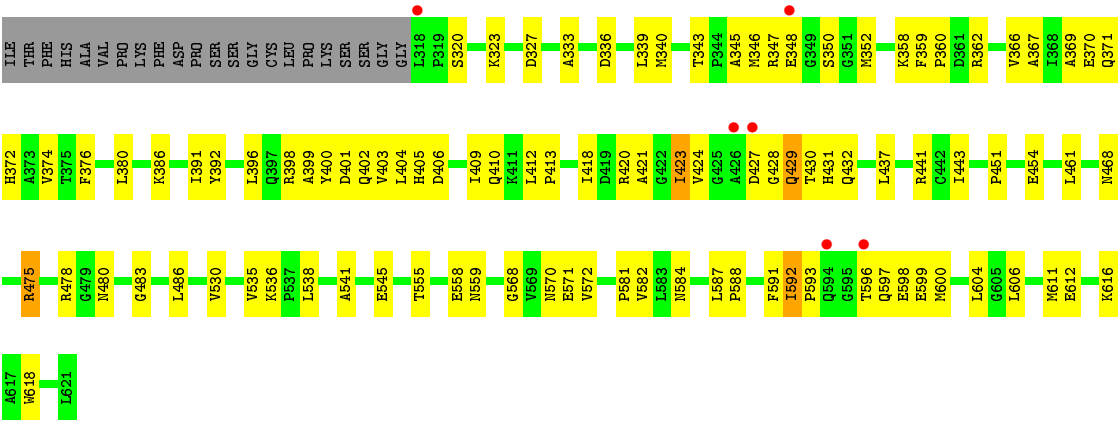 ILE THR PHE HIS ALA VAL PRO LYS PHE ASP PRO SER SER GLY CYS LEU PRO LYS SER SER GLY GLY L318 P319 S320 K323 D327 A333 D336 L339 M340 T343 P344 A345 M346 R347 E348 G349 S350 G351 M352 K358 F359 P360 D361 R362 V366 A367 I368 A369 E370 Q371
H372 A373 V374 T375 F376 L380 K386 I391 Y392 L396 Q397 R398 A399 Y400 D401 Q402 V403 L404 H405 D406 I409 Q410 K411 L412 P413 I418 D419 R420 A421 G422 I423 V424 G425 A426 D427 G428 Q429 T430 H431 Q432 L437 R441 C442 I443 P451 E454 L461 N468
R475 R478 G479 N480 G483 L486 V530 V535 K536 P537 L538 A541 E545 T555 E558 N559 G568 V569 N570 E571 V572 P581 V582 L583 N584 L587 P588 F591 I592 P593 Q594 G595 T596 Q597 E598 E599 M600 L604 G605 L606 M611 E612 K616
A617 W618 L621